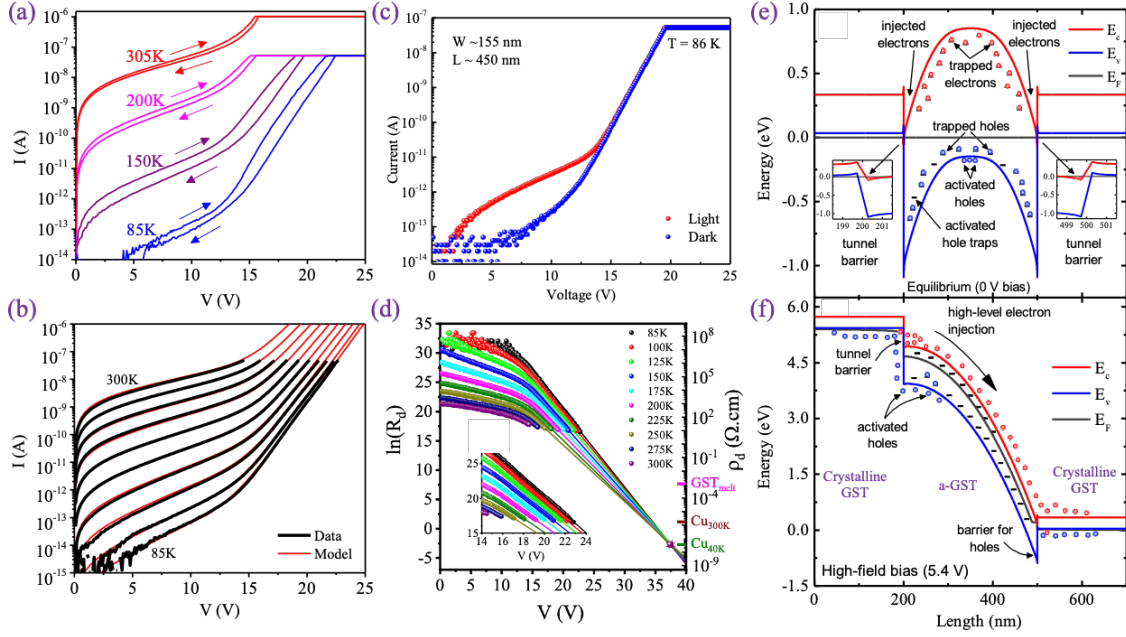 (a)
10⁻⁶
10⁻⁷
10⁻⁸
10⁻⁹
10⁻¹⁰
10⁻¹¹
10⁻¹²
10⁻¹³
10⁻¹⁴
I (A)
305K
200K
150K
85K
0 5 10 15 20 25
V (V)
(b)
10⁻⁶
10⁻⁷
10⁻⁸
10⁻⁹
10⁻¹⁰
10⁻¹¹
10⁻¹²
10⁻¹³
10⁻¹⁴
10⁻¹⁵
I (A)
300K
85K
Data
Model
0 5 10 15 20 25
V (V)
(c)
10⁻⁷
10⁻⁸
10⁻⁹
10⁻¹⁰
10⁻¹¹
10⁻¹²
10⁻¹³
10⁻¹⁴
Current (A)
W ~155 nm
L ~ 450 nm
T = 86 K
Light
Dark
0 5 10 15 20 25
Voltage (V)
(d)
35
30
25
20
15
10
5
0
-5
ln(R_d)
85K
100K
125K
150K
175K
200K
225K
250K
275K
300K
25
20
15
14 16 18 20 22 24
V (V)
10⁸
10⁵
10²
10⁻¹
10⁻⁴
10⁻⁹
ρ_d (Ω.cm)
GST_melt
Cu_300K
Cu_40K
0 5 10 15 20 25 30 35 40
V (V)
(e)
1.0
0.5
0.0
-0.5
-1.0
Energy (eV)
injected
electrons
injected
electrons
trapped
electrons
E_c
E_v
E_F
trapped holes
activated
holes
activated
hole traps
0.0
-0.5
-1.0
199 200 201
tunnel
barrier
0.0
-0.5
-1.0
499 500 501
tunnel
barrier
Equilibrium (0 V bias)
(f)
6.0
4.5
3.0
1.5
0.0
-1.5
Energy (eV)
high-level electron
injection
tunnel
barrier
activated
holes
E_c
E_v
E_F
Crystalline
GST
a-GST
Crystalline
GST
barrier for
holes
High-field bias (5.4 V)
0 100 200 300 400 500 600
Length (nm)